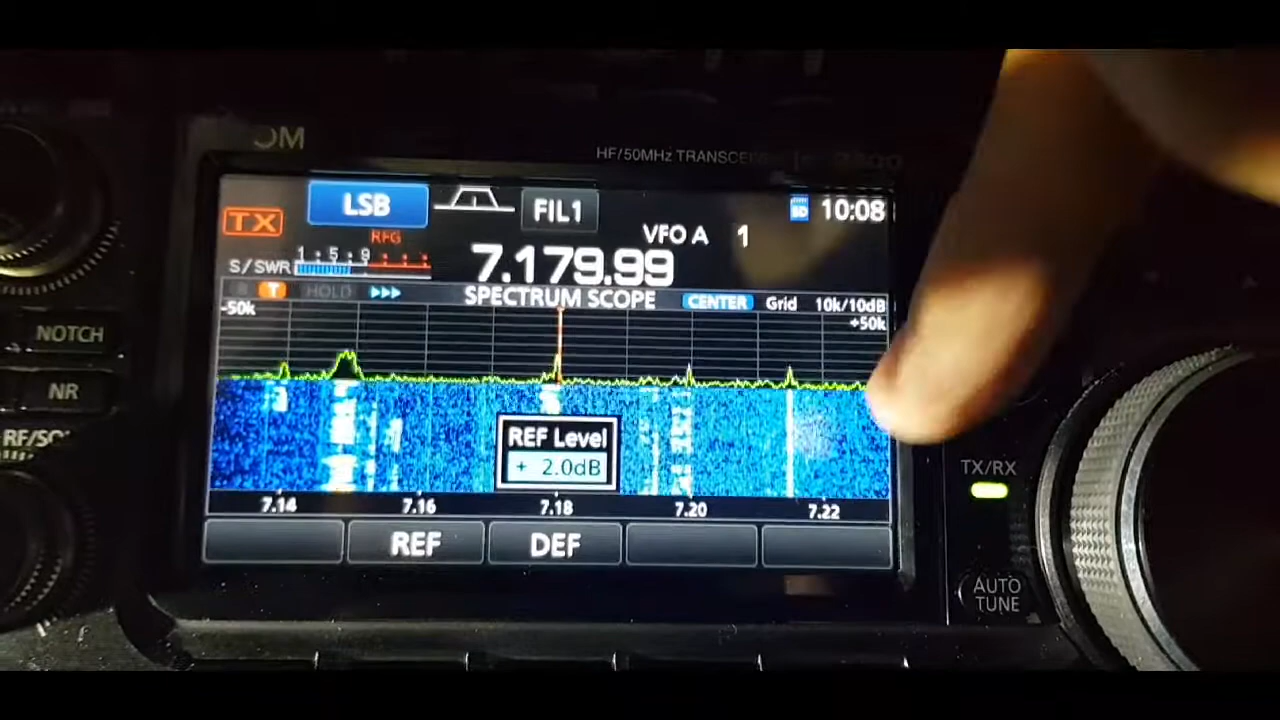 OM
HF/50MHz TRANSCE
LSB FIL1 10:08
TX
VFO A 1
RFG
S/SWR 1 5 9 7.179.99
T HOLD SPECTRUM SCOPE CENTER Grid 10k/10dB
-50k +50k
NOTCH
NR
REF Level
+ 2.0dB
RF/SQ
TX/RX
7.14 7.16 7.18 7.20 7.22
REF DEF
AUTO
TUNE